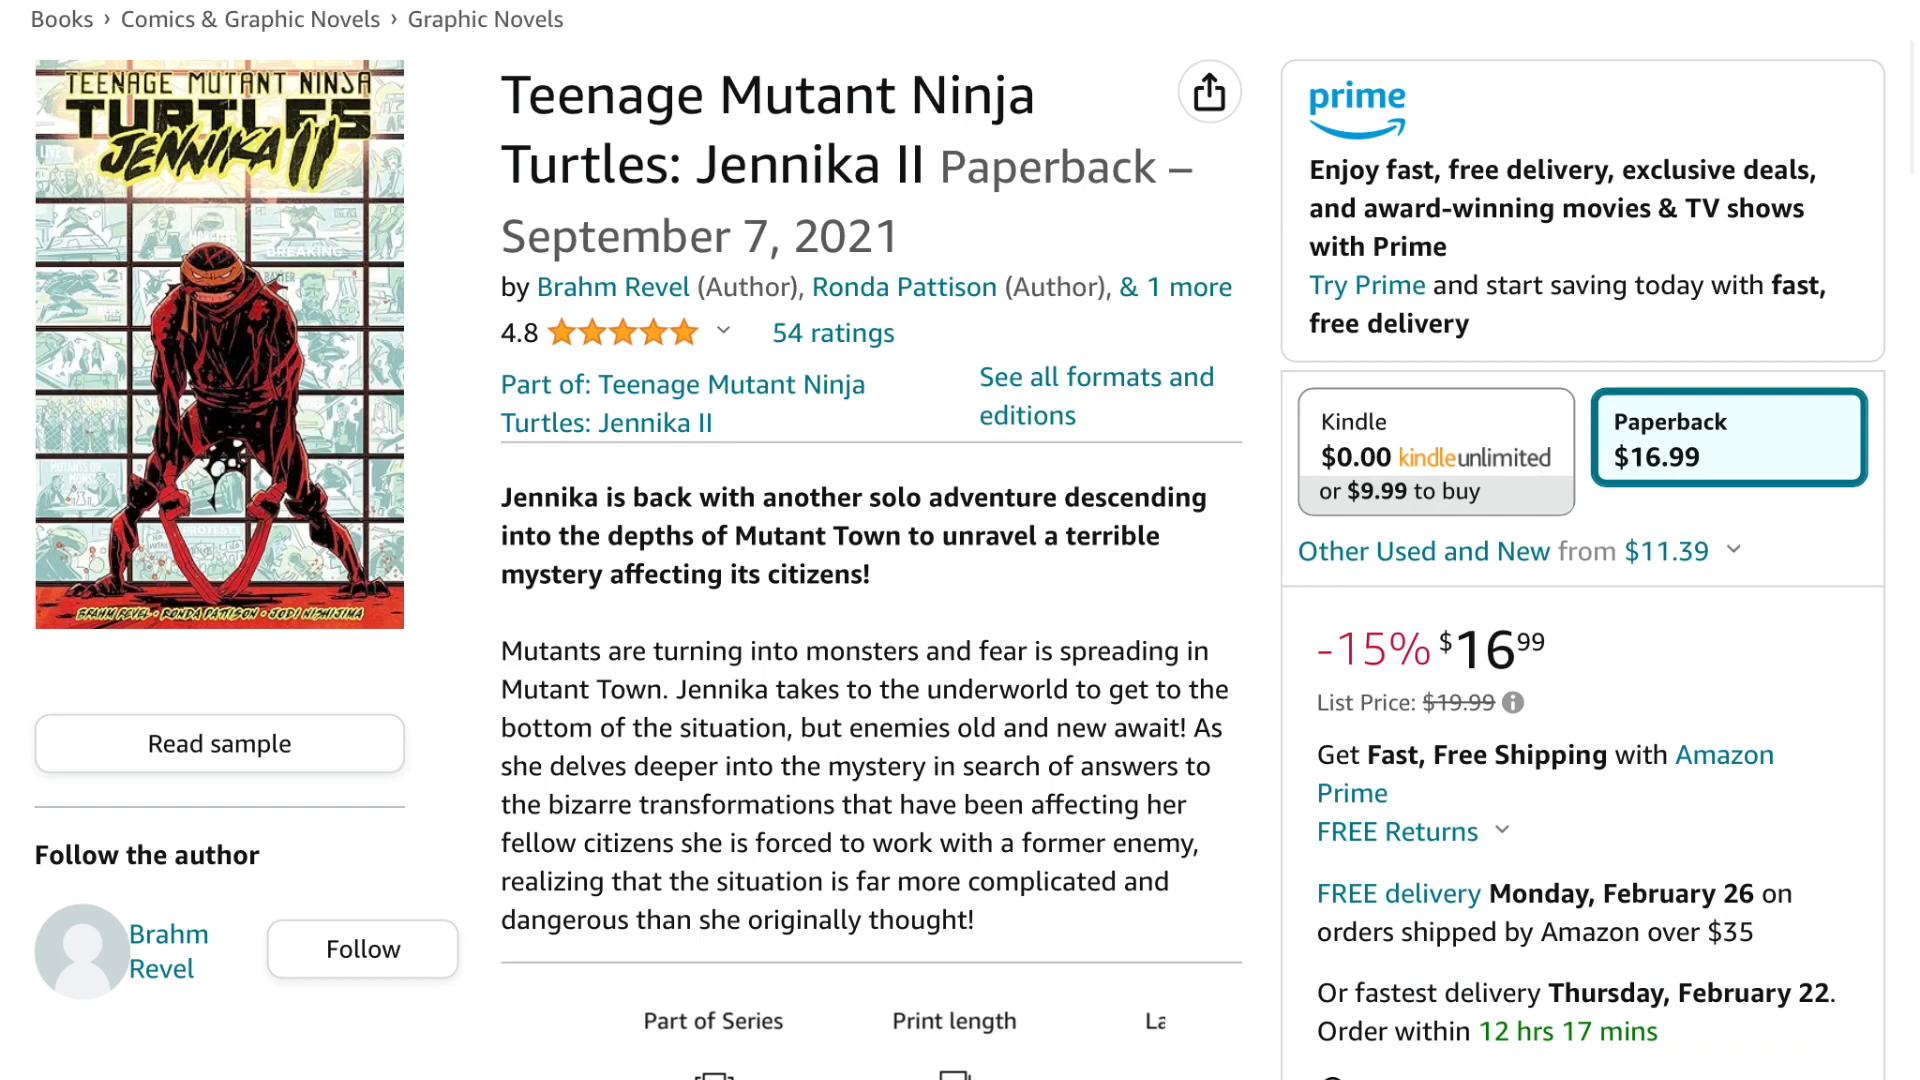 Books › Comics & Graphic Novels › Graphic Novels
TEENAGE MUTANT NINJA
TURTLES
JENNIKA II
BREAKING
BAXTER
BRAHM REVEL • RONDA PATTISON • JODI NISHIJIMA
Read sample
Follow the author
Brahm
Revel
Follow
Teenage Mutant Ninja
Turtles: Jennika II Paperback –
September 7, 2021
by Brahm Revel (Author), Ronda Pattison (Author), & 1 more
4.8 54 ratings
Part of: Teenage Mutant Ninja
Turtles: Jennika II
See all formats and
editions
Jennika is back with another solo adventure descending
into the depths of Mutant Town to unravel a terrible
mystery affecting its citizens!
Mutants are turning into monsters and fear is spreading in
Mutant Town. Jennika takes to the underworld to get to the
bottom of the situation, but enemies old and new await! As
she delves deeper into the mystery in search of answers to
the bizarre transformations that have been affecting her
fellow citizens she is forced to work with a former enemy,
realizing that the situation is far more complicated and
dangerous than she originally thought!
Part of Series Print length La
prime
Enjoy fast, free delivery, exclusive deals,
and award-winning movies & TV shows
with Prime
Try Prime and start saving today with fast,
free delivery
Kindle
$0.00 kindleunlimited
or $9.99 to buy
Paperback
$16.99
Other Used and New from $11.39
-15% $16 99
List Price: $19.99
Get Fast, Free Shipping with Amazon
Prime
FREE Returns
FREE delivery Monday, February 26 on
orders shipped by Amazon over $35
Or fastest delivery Thursday, February 22.
Order within 12 hrs 17 mins